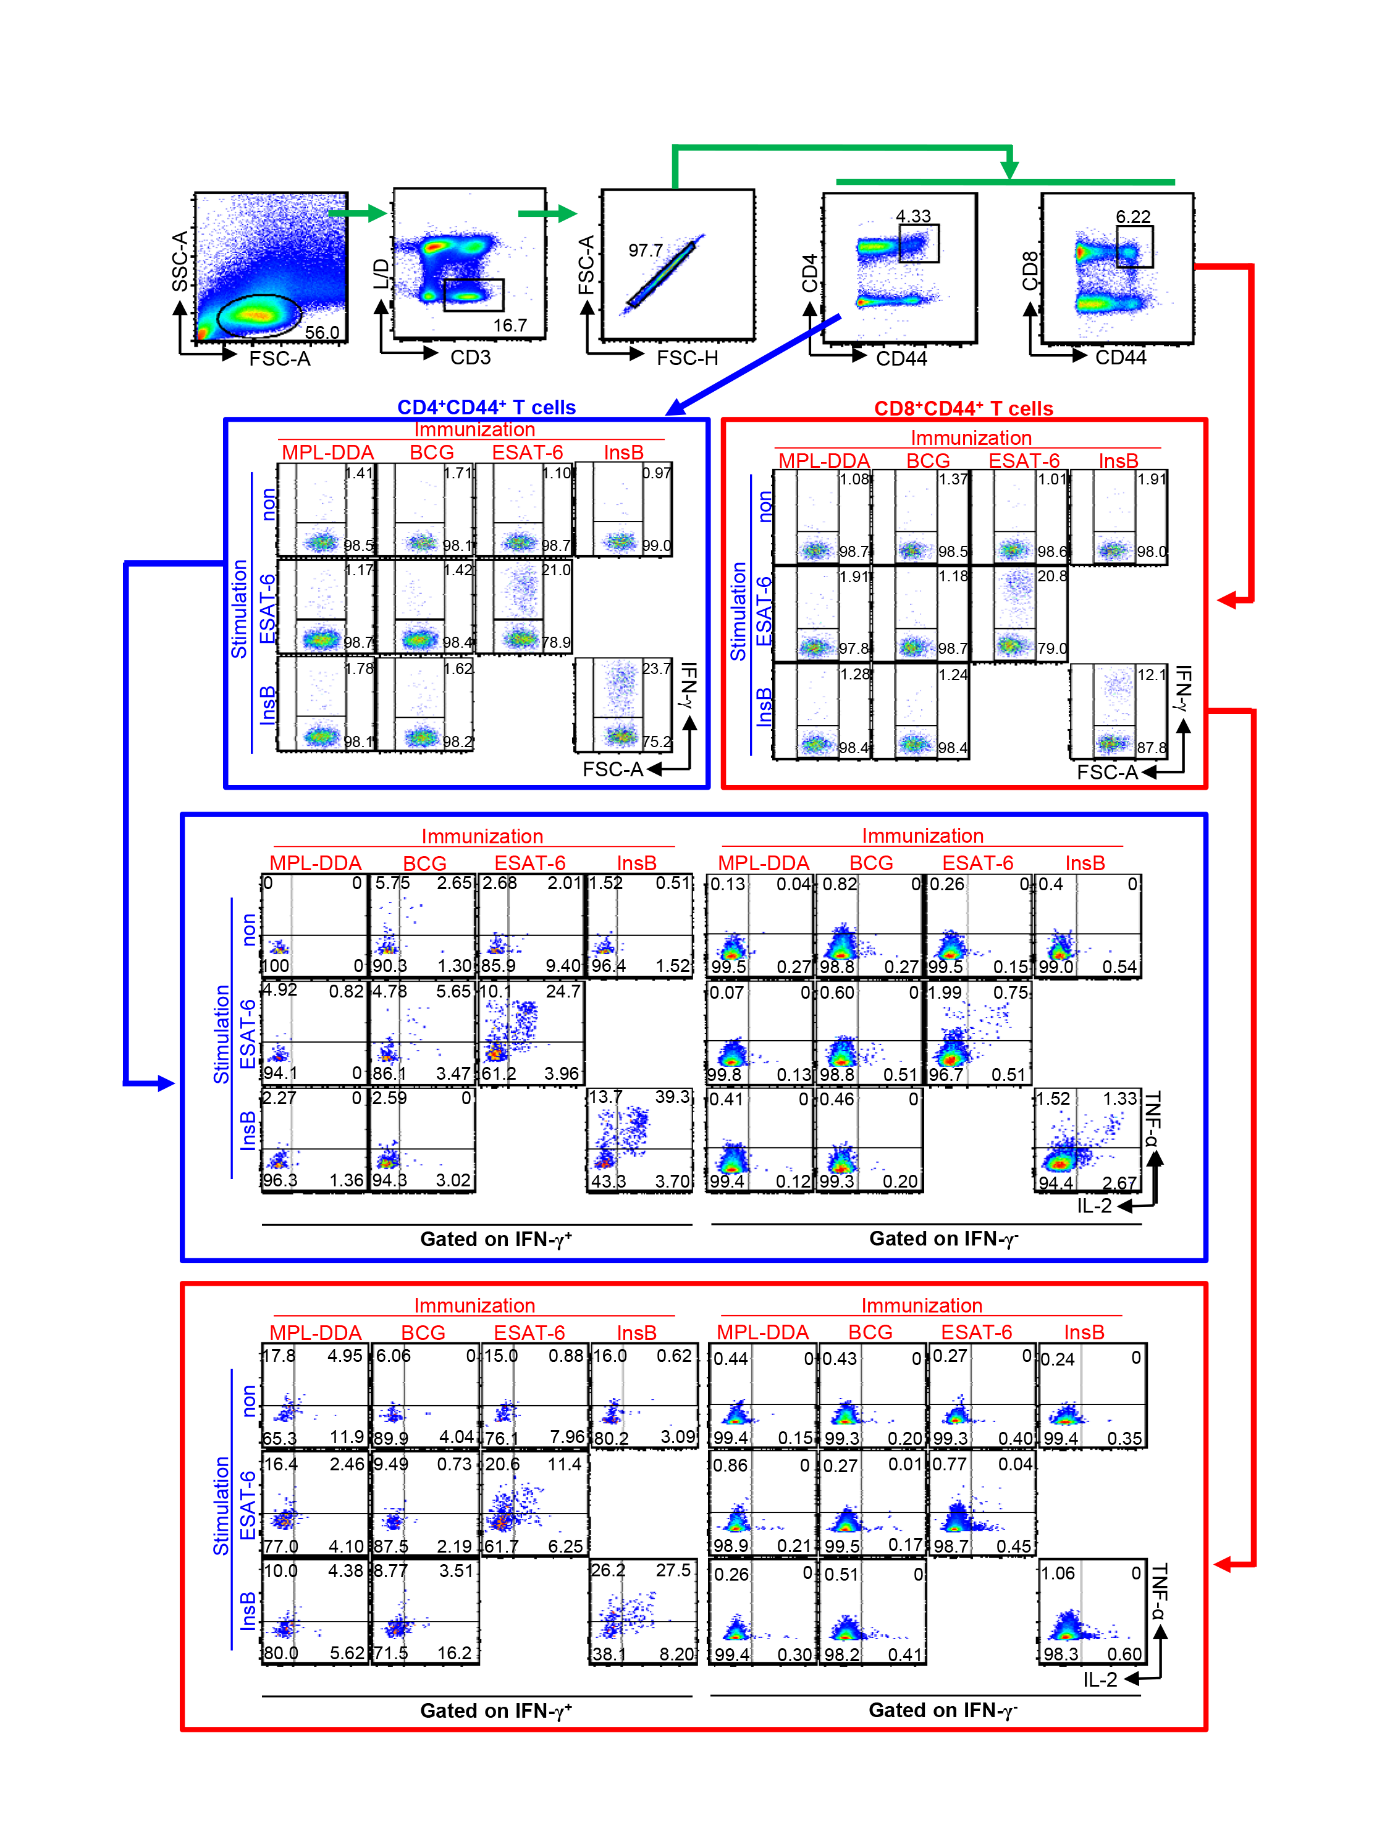 SSC-A
FSC-A
56.0
L/D
CD3
16.7
FSC-A
FSC-H
97.7
CD4
CD44
4.33
CD8
CD44
6.22
CD4+CD44+ T cells
Immunization
MPL-DDA BCG ESAT-6 InsB
Stimulation
non
1.41 1.71 1.10 0.97
98.5 98.1 98.7 99.0
ESAT-6
1.17 1.42 21.0
98.7 98.4 78.9
InsB
1.78 1.62 23.7
98.1 98.2 75.2
IFN-γ
FSC-A
CD8+CD44+ T cells
Immunization
MPL-DDA BCG ESAT-6 InsB
Stimulation
non
1.08 1.37 1.01 1.91
98.7 98.5 98.6 98.0
ESAT-6
1.91 1.18 20.8
97.8 98.7 79.0
InsB
1.28 1.24 12.1
98.4 98.4 87.8
IFN-γ
FSC-A
Immunization
MPL-DDA BCG ESAT-6 InsB
Stimulation
non
0 0 5.75 2.65 2.68 2.01 1.52 0.51
100 0 90.3 1.30 85.9 9.40 96.4 1.52
ESAT-6
4.92 0.82 4.78 5.65 10.1 24.7
94.1 0 86.1 3.47 61.2 3.96
InsB
2.27 0 2.59 0 13.7 39.3
96.3 1.36 94.3 3.02 43.3 3.70
Gated on IFN-γ+
Immunization
MPL-DDA BCG ESAT-6 InsB
0.13 0.04 0.82 0 0.26 0 0.4 0
99.5 0.27 98.8 0.27 99.5 0.15 99.0 0.54
0.07 0 0.60 0 1.99 0.75
99.8 0.13 98.8 0.51 96.7 0.51
0.41 0 0.46 0 1.52 1.33
99.4 0.12 99.3 0.20 94.4 2.67
TNF-α
IL-2
Gated on IFN-γ-
Immunization
MPL-DDA BCG ESAT-6 InsB
Stimulation
non
17.8 4.95 6.06 0 15.0 0.88 16.0 0.62
65.3 11.9 89.9 4.04 76.1 7.96 80.2 3.09
ESAT-6
16.4 2.46 9.49 0.73 20.6 11.4
77.0 4.10 87.5 2.19 61.7 6.25
InsB
10.0 4.38 8.77 3.51 26.2 27.5
80.0 5.62 71.5 16.2 38.1 8.20
Gated on IFN-γ+
Immunization
MPL-DDA BCG ESAT-6 InsB
0.44 0 0.43 0 0.27 0 0.24 0
99.4 0.15 99.3 0.20 99.3 0.40 99.4 0.35
0.86 0 0.27 0.01 0.77 0.04
98.9 0.21 99.5 0.17 98.7 0.45
0.26 0 0.51 0 1.06 0
99.4 0.30 98.2 0.41 98.3 0.60
TNF-α
IL-2
Gated on IFN-γ-